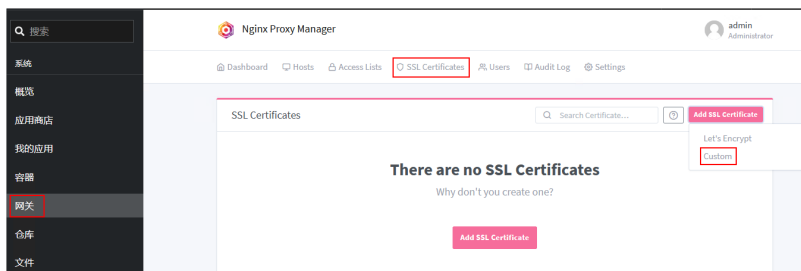 搜索
系统
概览
应用商店
我的应用
容器
网关
仓库
文件
Nginx Proxy Manager
admin
Administrator
Dashboard Hosts Access Lists SSL Certificates Users Audit Log Settings
SSL Certificates
Search Certificate...
Add SSL Certificate
Let's Encrypt
Custom
There are no SSL Certificates
Why don't you create one?
Add SSL Certificate